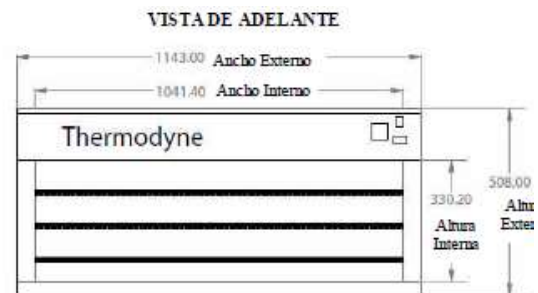 VISTA DE ADELANTE
1143.00 Ancho Externo
1041.40 Ancho Interno
Thermodyne
330.20
Altura
Interna
508.00